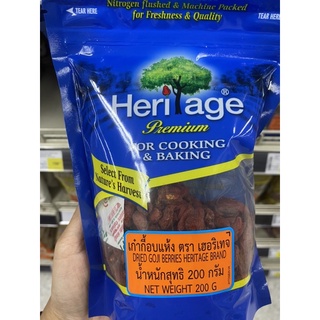 Nitrogen flushed & Machine Packed
for Freshness & Quality
TEAR HERE
TEAR HERE
Heritage
Premium
FOR COOKING
& BAKING
Select From
Nature's Harvest
เก๋ากี้อบแห้ง ตรา เฮอริเทจ
DRIED GOJI BERRIES HERITAGE BRAND
น้ำหนักสุทธิ 200 กรัม
NET WEIGHT 200 G